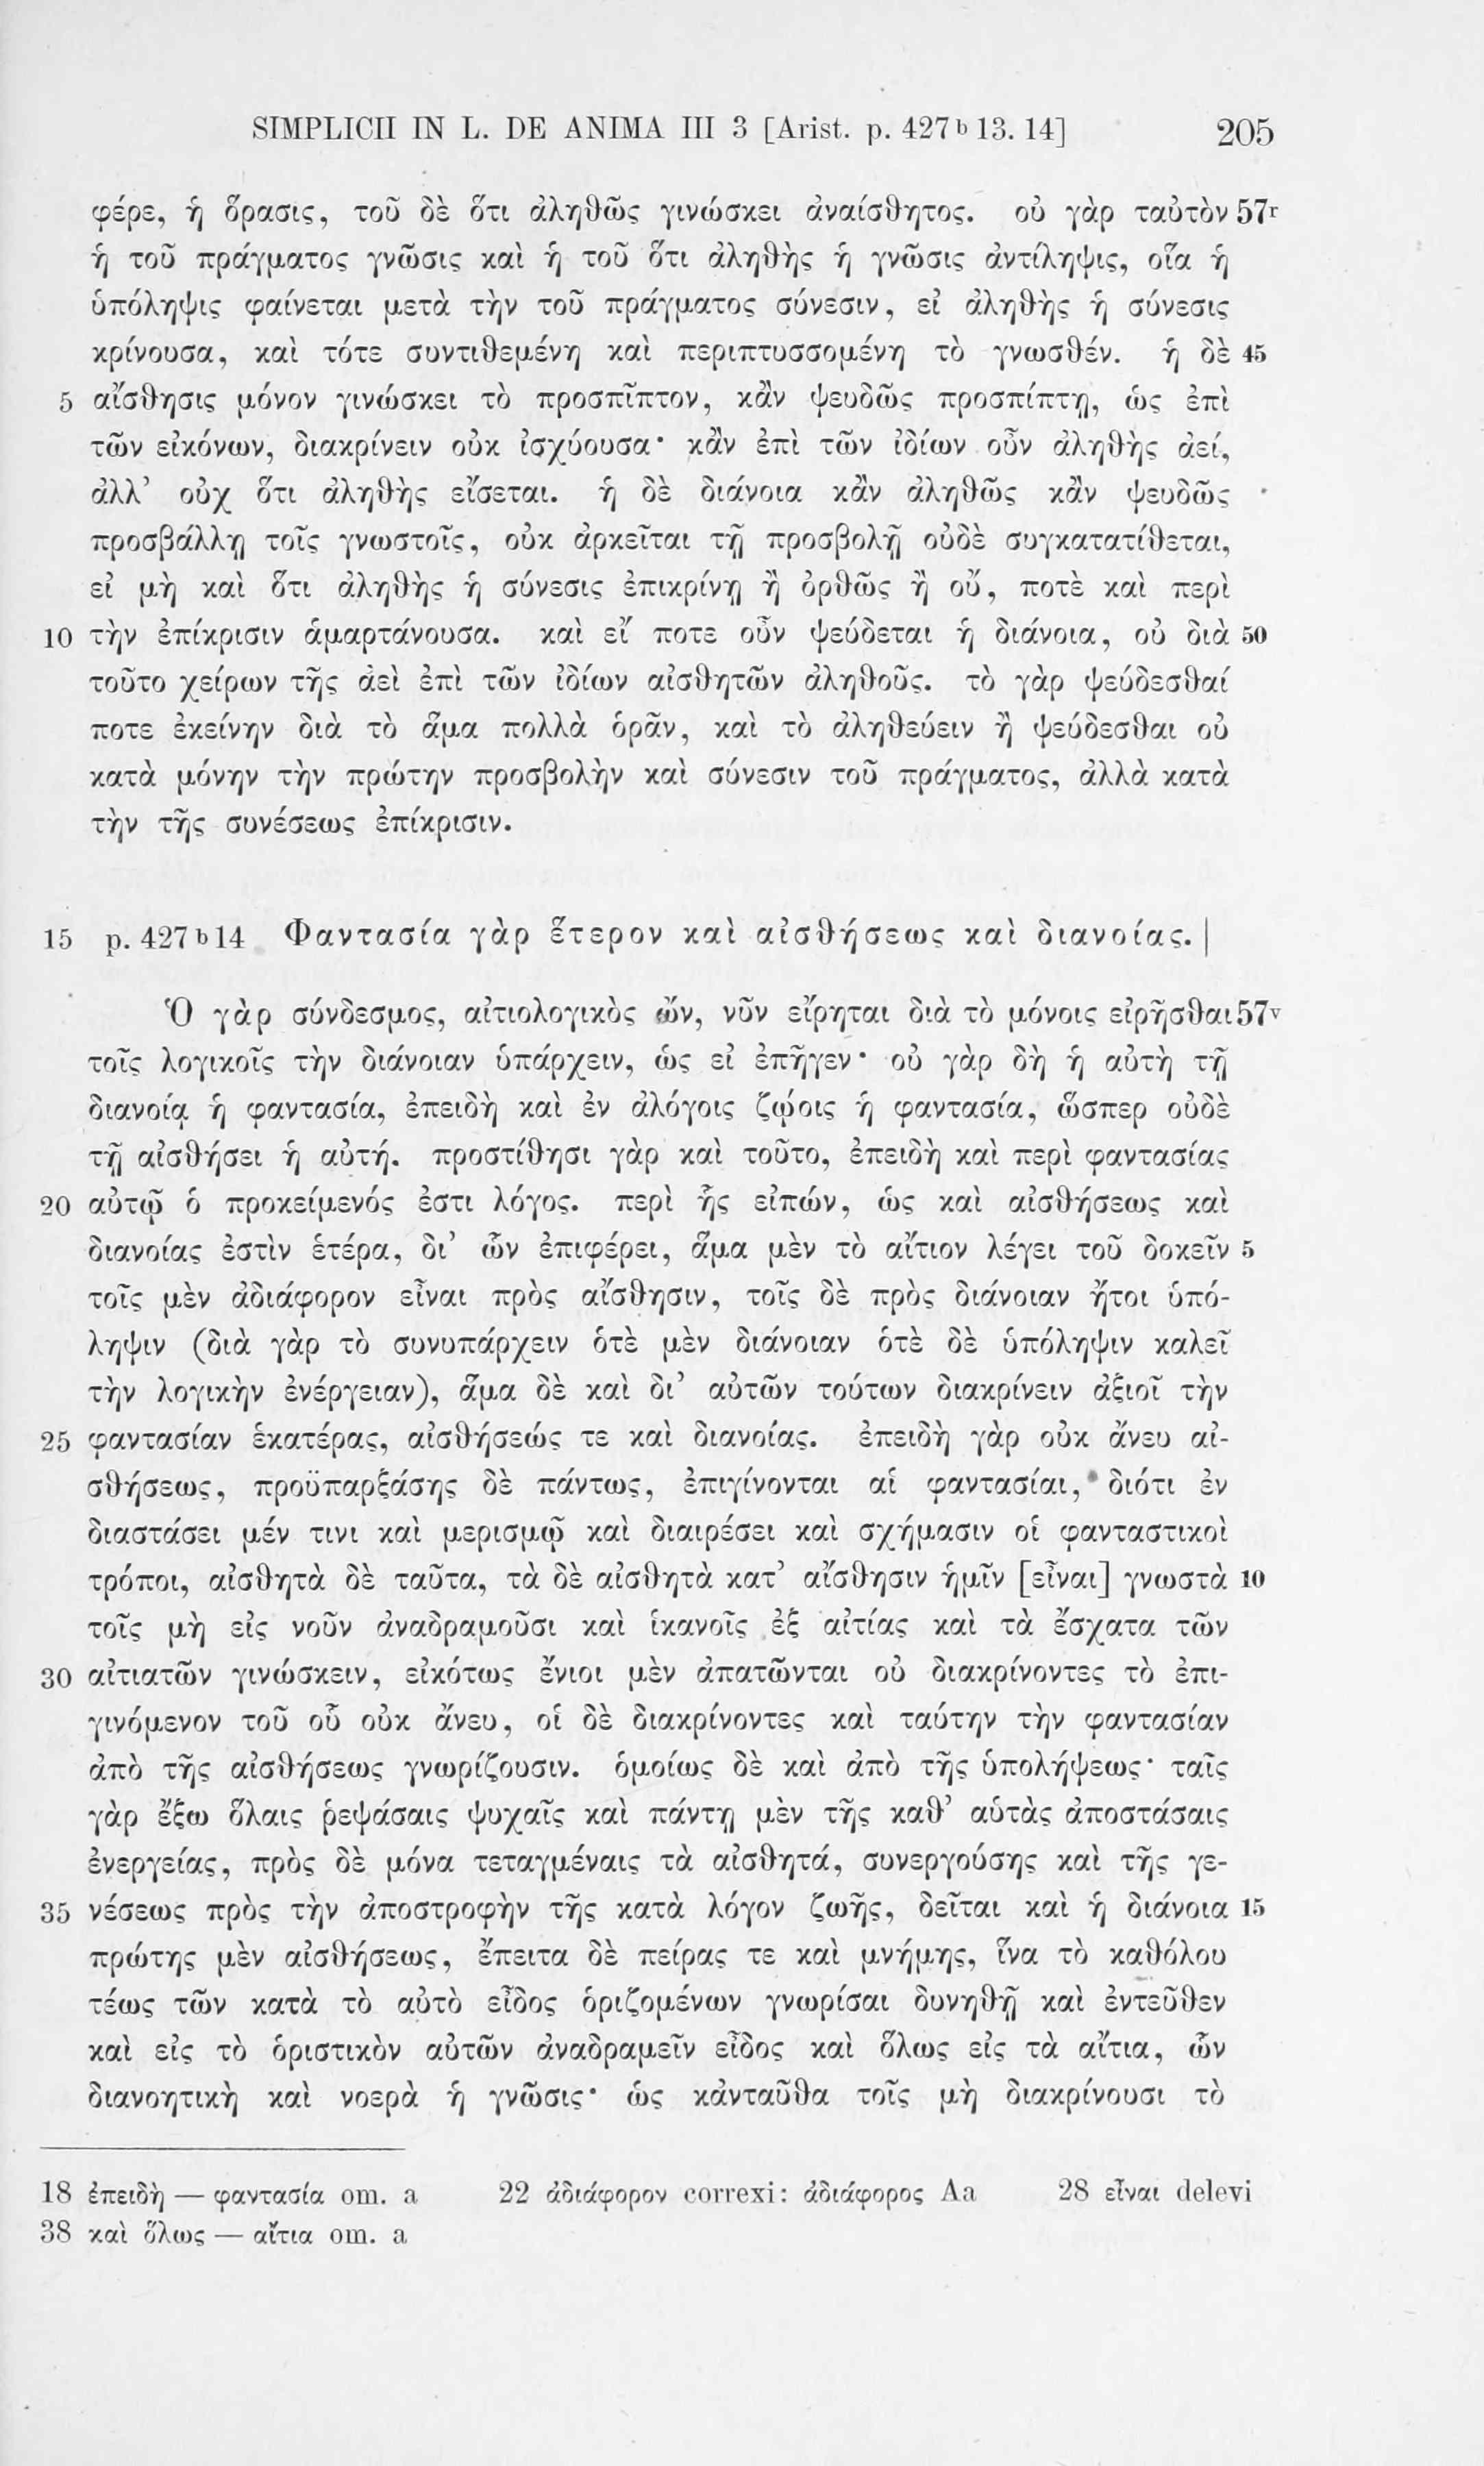 SIMPLICII IN L. DE ANIMA III 3 [Arist. p. 427ᵇ 13. 14] 205
φέρε, ἡ ὅρασις, τοῦ δὲ ὅτι ἀληθῶς γινώσκει ἀναίσθητος. οὐ γὰρ ταὐτὸν 57ʳ
ἡ τοῦ πράγματος γνῶσις καὶ ἡ τοῦ ὅτι ἀληθὴς ἡ γνῶσις ἀντίληψις, οἵα ἡ
ὑπόληψις φαίνεται μετὰ τὴν τοῦ πράγματος σύνεσιν, εἰ ἀληθὴς ἡ σύνεσις
κρίνουσα, καὶ τότε συντιθεμένη καὶ περιπτυσσομένη τὸ γνωσθέν. ἡ δὲ 45
5 αἴσθησις μόνον γινώσκει τὸ προσπῖπτον, κἂν ψευδῶς προσπίπτῃ, ὡς ἐπὶ
τῶν εἰκόνων, διακρίνειν οὐκ ἰσχύουσα· κἂν ἐπὶ τῶν ἰδίων οὖν ἀληθὴς ἀεί,
ἀλλ’ οὐχ ὅτι ἀληθὴς εἴσεται. ἡ δὲ διάνοια κἂν ἀληθῶς κἂν ψευδῶς
προσβάλλῃ τοῖς γνωστοῖς, οὐκ ἀρκεῖται τῇ προσβολῇ οὐδὲ συγκατατίθεται,
εἰ μὴ καὶ ὅτι ἀληθὴς ἡ σύνεσις ἐπικρίνῃ ἢ ὀρθῶς ἢ οὔ, ποτὲ καὶ περὶ
10 τὴν ἐπίκρισιν ἁμαρτάνουσα. καὶ εἴ ποτε οὖν ψεύδεται ἡ διάνοια, οὐ διὰ 50
τοῦτο χείρων τῆς ἀεὶ ἐπὶ τῶν ἰδίων αἰσθητῶν ἀληθοῦς. τὸ γὰρ ψεύδεσθαί
ποτε ἐκείνην διὰ τὸ ἅμα πολλὰ ὁρᾶν, καὶ τὸ ἀληθεύειν ἢ ψεύδεσθαι οὐ
κατὰ μόνην τὴν πρώτην προσβολὴν καὶ σύνεσιν τοῦ πράγματος, ἀλλὰ κατὰ
τὴν τῆς συνέσεως ἐπίκρισιν.
15 p. 427ᵇ14 Φαντασία γὰρ ἕτερον καὶ αἰσθήσεως καὶ διανοίας. |
Ὁ γὰρ σύνδεσμος, αἰτιολογικὸς ὤν, νῦν εἴρηται διὰ τὸ μόνοις εἰρῆσθαι 57ᵛ
τοῖς λογικοῖς τὴν διάνοιαν ὑπάρχειν, ὡς εἰ ἐπῆγεν· οὐ γὰρ δὴ ἡ αὐτὴ τῇ
διανοίᾳ ἡ φαντασία, ἐπειδὴ καὶ ἐν ἀλόγοις ζῴοις ἡ φαντασία, ὥσπερ οὐδὲ
τῇ αἰσθήσει ἡ αὐτή. προστίθησι γὰρ καὶ τοῦτο, ἐπειδὴ καὶ περὶ φαντασίας
20 αὐτῷ ὁ προκείμενός ἐστι λόγος. περὶ ἧς εἰπών, ὡς καὶ αἰσθήσεως καὶ
διανοίας ἐστὶν ἑτέρα, δι’ ὧν ἐπιφέρει, ἅμα μὲν τὸ αἴτιον λέγει τοῦ δοκεῖν 5
τοῖς μὲν ἀδιάφορον εἶναι πρὸς αἴσθησιν, τοῖς δὲ πρὸς διάνοιαν ἤτοι ὑπό-
ληψιν (διὰ γὰρ τὸ συνυπάρχειν ὁτὲ μὲν διάνοιαν ὁτὲ δὲ ὑπόληψιν καλεῖ
τὴν λογικὴν ἐνέργειαν), ἅμα δὲ καὶ δι’ αὐτῶν τούτων διακρίνειν ἀξιοῖ τὴν
25 φαντασίαν ἑκατέρας, αἰσθήσεώς τε καὶ διανοίας. ἐπειδὴ γὰρ οὐκ ἄνευ αἰ-
σθήσεως, προϋπαρξάσης δὲ πάντως, ἐπιγίνονται αἱ φαντασίαι, διότι ἐν
διαστάσει μέν τινι καὶ μερισμῷ καὶ διαιρέσει καὶ σχήμασιν οἱ φανταστικοὶ
τρόποι, αἰσθητὰ δὲ ταῦτα, τὰ δὲ αἰσθητὰ κατ’ αἴσθησιν ἡμῖν [εἶναι] γνωστὰ 10
τοῖς μὴ εἰς νοῦν ἀναδραμοῦσι καὶ ἱκανοῖς ἐξ αἰτίας καὶ τὰ ἔσχατα τῶν
30 αἰτιατῶν γινώσκειν, εἰκότως ἔνιοι μὲν ἀπατῶνται οὐ διακρίνοντες τὸ ἐπι-
γινόμενον τοῦ οὗ οὐκ ἄνευ, οἱ δὲ διακρίνοντες καὶ ταύτην τὴν φαντασίαν
ἀπὸ τῆς αἰσθήσεως γνωρίζουσιν. ὁμοίως δὲ καὶ ἀπὸ τῆς ὑπολήψεως· ταῖς
γὰρ ἔξω ὅλαις ῥεψάσαις ψυχαῖς καὶ πάντῃ μὲν τῆς καθ’ αὑτὰς ἀποστάσαις
ἐνεργείας, πρὸς δὲ μόνα τεταγμέναις τὰ αἰσθητά, συνεργούσης καὶ τῆς γε-
35 νέσεως πρὸς τὴν ἀποστροφὴν τῆς κατὰ λόγον ζωῆς, δεῖται καὶ ἡ διάνοια 15
πρώτης μὲν αἰσθήσεως, ἔπειτα δὲ πείρας τε καὶ μνήμης, ἵνα τὸ καθόλου
τέως τῶν κατὰ τὸ αὐτὸ εἶδος ὁριζομένων γνωρίσαι δυνηθῇ καὶ ἐντεῦθεν
καὶ εἰς τὸ ὁριστικὸν αὐτῶν ἀναδραμεῖν εἶδος καὶ ὅλως εἰς τὰ αἴτια, ὧν
διανοητικὴ καὶ νοερὰ ἡ γνῶσις· ὡς κἀνταῦθα τοῖς μὴ διακρίνουσι τὸ
18 ἐπειδὴ — φαντασία om. a 22 ἀδιάφορον correxi: ἀδιάφορος Aa 28 εἶναι delevi
38 καὶ ὅλως — αἴτια om. a